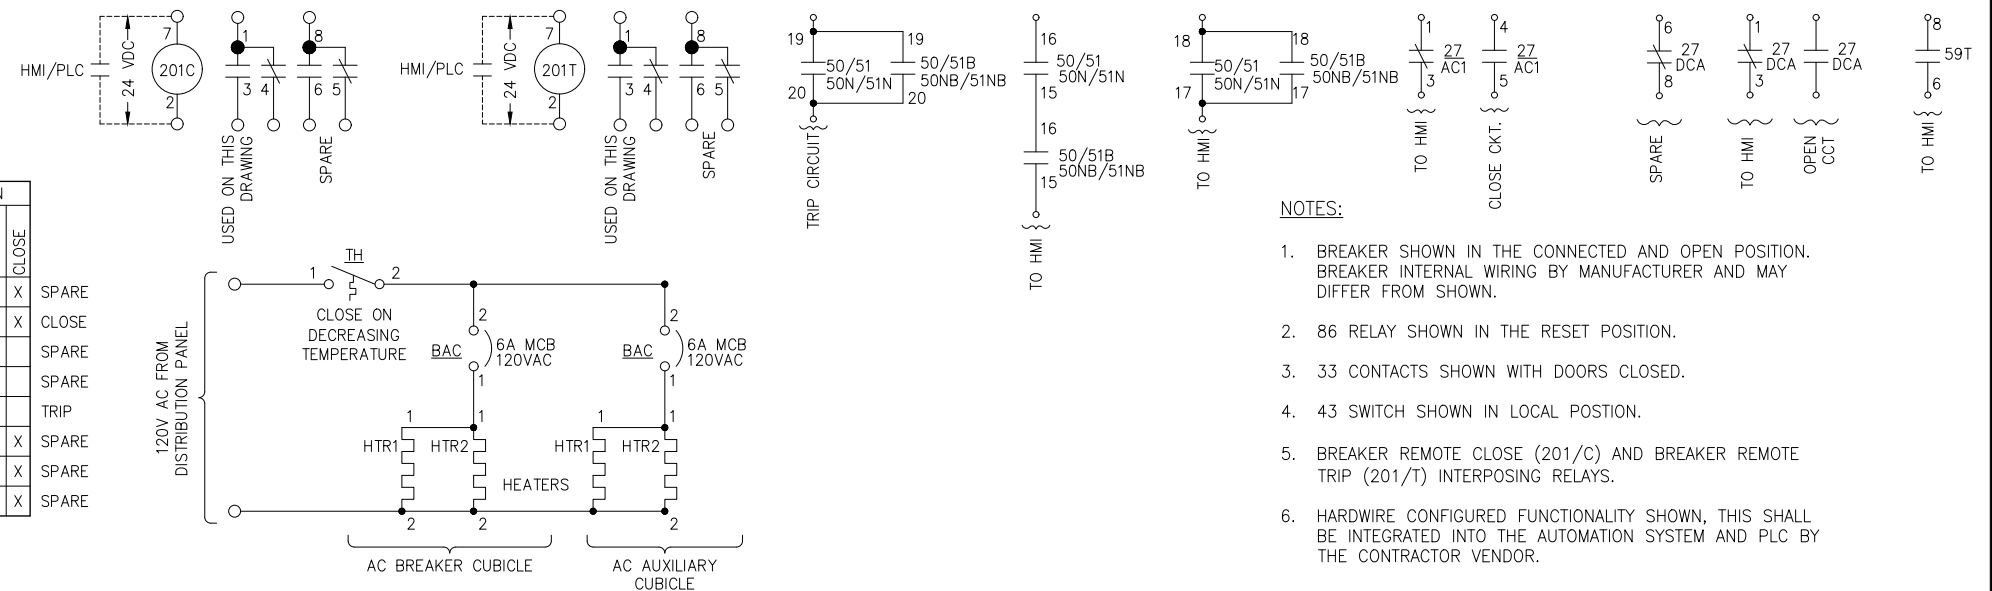 HMI/PLC
24 VDC
7
201C
2
1
3
4
8
6
5
USED ON THIS
DRAWING
SPARE
HMI/PLC
24 VDC
7
201T
2
1
3
4
8
6
5
USED ON THIS
DRAWING
SPARE
19
19
50/51
50N/51N
50/51B
50NB/51NB
20
20
TRIP CIRCUIT
16
50/51
50N/51N
15
16
50/51B
50NB/51NB
15
TO HMI
18
18
50/51
50N/51N
50/51B
50NB/51NB
17
17
TO HMI
1
27
AC1
3
TO HMI
4
27
AC1
5
CLOSE CKT.
6
27
DCA
8
SPARE
1
27
DCA
3
TO HMI
27
DCA
OPEN
CCT
8
59T
6
TO HMI
CLOSE
X SPARE
X CLOSE
SPARE
SPARE
TRIP
X SPARE
X SPARE
X SPARE
120V AC FROM
DISTRIBUTION PANEL
TH
1
2
CLOSE ON
DECREASING
TEMPERATURE
2
BAC
6A MCB
120VAC
1
2
BAC
6A MCB
120VAC
1
1
1
HTR1
HTR2
1
1
HTR1
HTR2
HEATERS
2
2
2
AC BREAKER CUBICLE
AC AUXILIARY
CUBICLE
NOTES:
1. BREAKER SHOWN IN THE CONNECTED AND OPEN POSITION.
BREAKER INTERNAL WIRING BY MANUFACTURER AND MAY
DIFFER FROM SHOWN.
2. 86 RELAY SHOWN IN THE RESET POSITION.
3. 33 CONTACTS SHOWN WITH DOORS CLOSED.
4. 43 SWITCH SHOWN IN LOCAL POSTION.
5. BREAKER REMOTE CLOSE (201/C) AND BREAKER REMOTE
TRIP (201/T) INTERPOSING RELAYS.
6. HARDWIRE CONFIGURED FUNCTIONALITY SHOWN, THIS SHALL
BE INTEGRATED INTO THE AUTOMATION SYSTEM AND PLC BY
THE CONTRACTOR VENDOR.